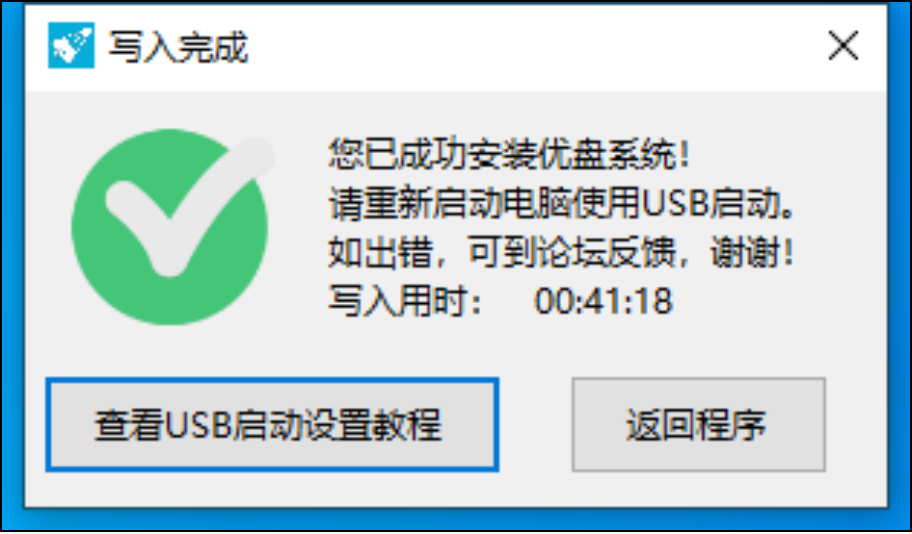 写入完成
您已成功安装优盘系统！
请重新启动电脑使用USB启动。
如出错，可到论坛反馈，谢谢！
写入用时： 00:41:18
查看USB启动设置教程
返回程序